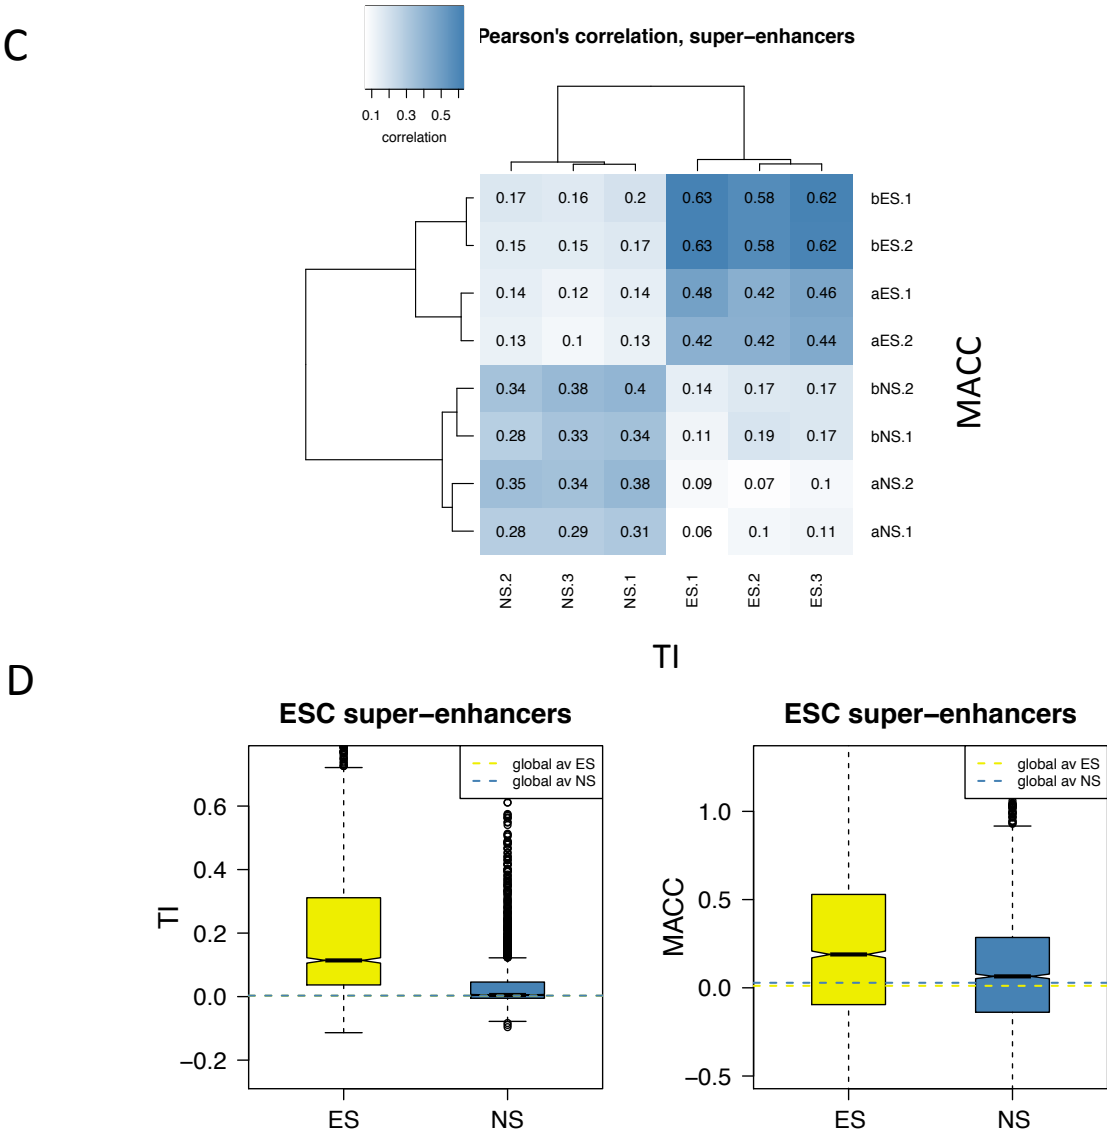 C
Pearson's correlation, super−enhancers
0.1 0.3 0.5
correlation
0.17 0.16 0.2 0.63 0.58 0.62 bES.1
0.15 0.15 0.17 0.63 0.58 0.62 bES.2
0.14 0.12 0.14 0.48 0.42 0.46 aES.1
0.13 0.1 0.13 0.42 0.42 0.44 aES.2
0.34 0.38 0.4 0.14 0.17 0.17 bNS.2
0.28 0.33 0.34 0.11 0.19 0.17 bNS.1
0.35 0.34 0.38 0.09 0.07 0.1 aNS.2
0.28 0.29 0.31 0.06 0.1 0.11 aNS.1
MACC
NS.2 NS.3 NS.1 ES.1 ES.2 ES.3
TI
D
ESC super−enhancers
global av ES
global av NS
TI
0.6
0.4
0.2
0.0
−0.2
ES NS
ESC super−enhancers
global av ES
global av NS
MACC
1.0
0.5
0.0
−0.5
ES NS